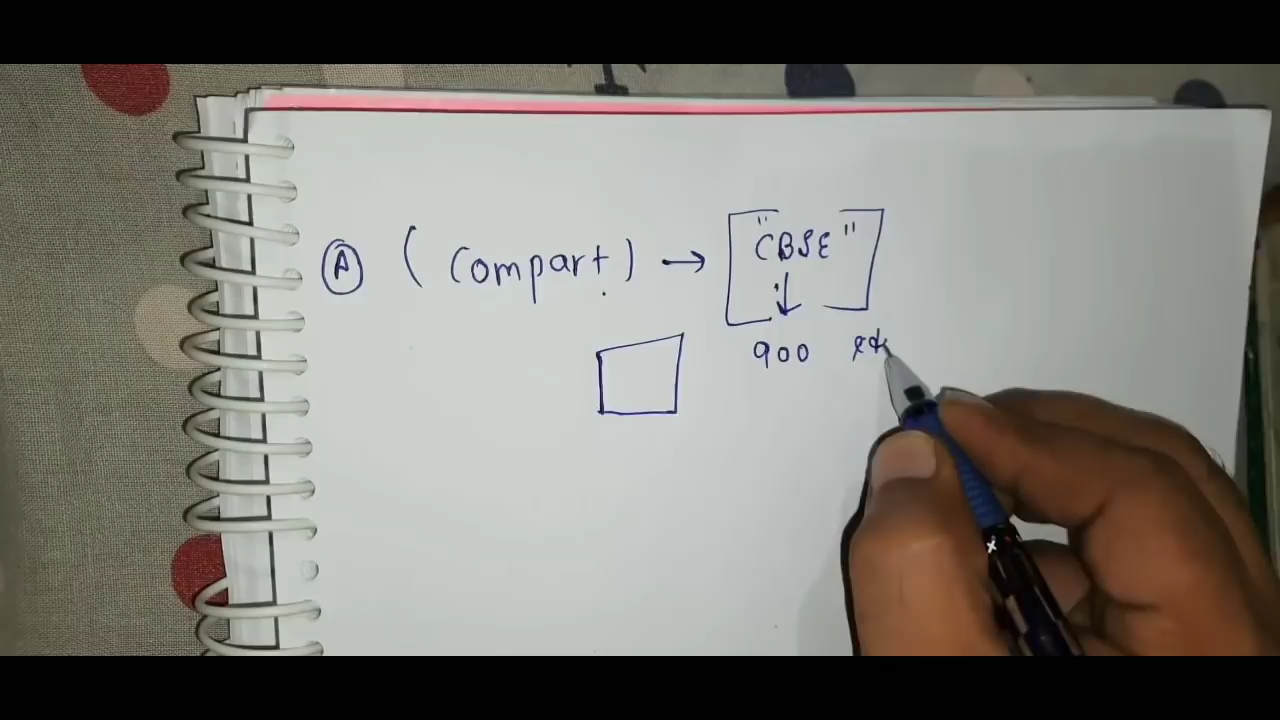 A ( Compart. ) → "CBSE"
900